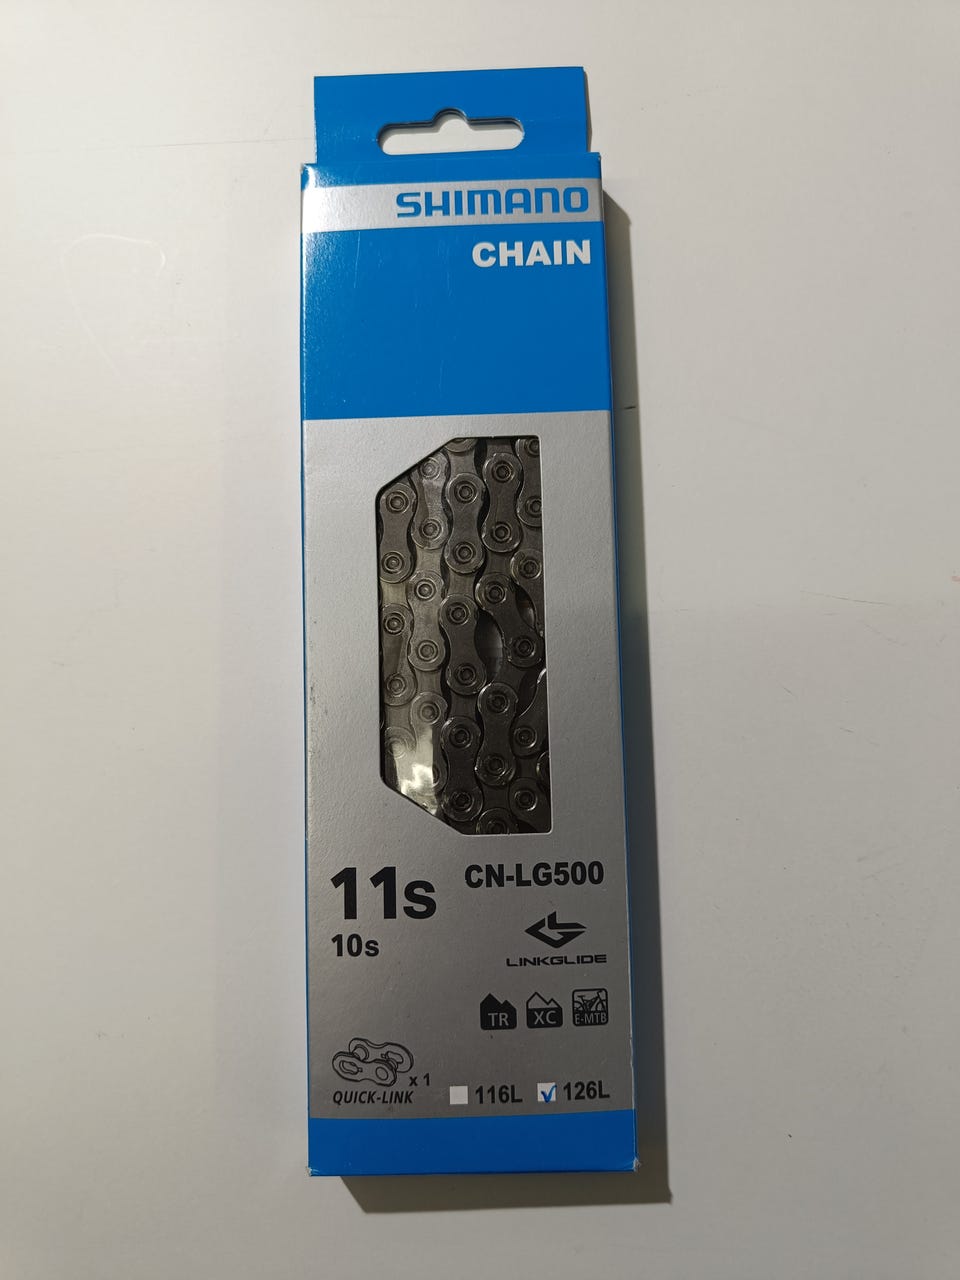 SHIMANO
CHAIN
11s
CN-LG500
10s
LINKGLIDE
TR XC E-MTB
x 1
QUICK-LINK
116L 126L